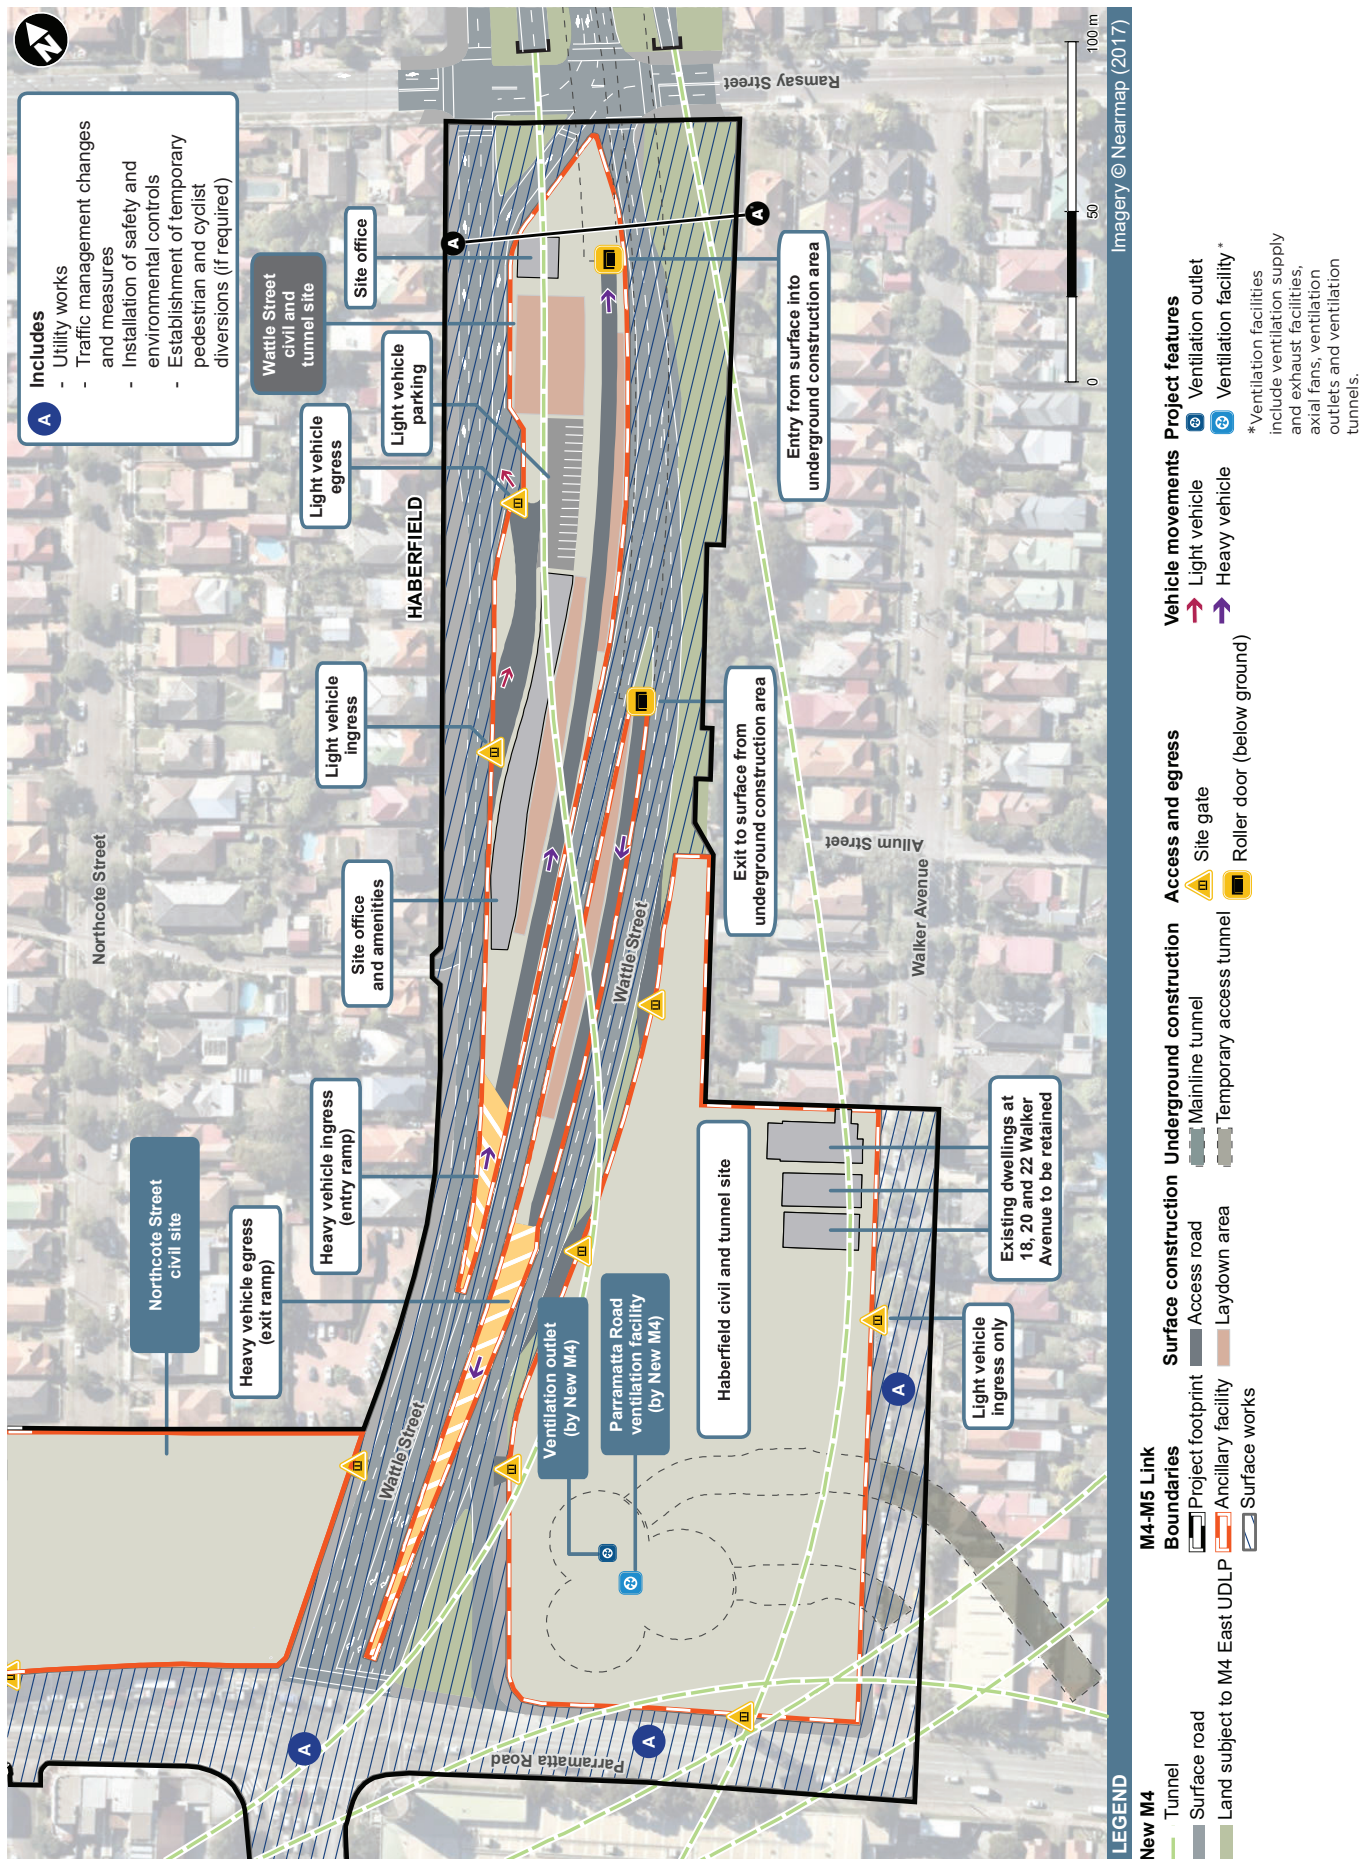 N
A
Includes
- Utility works
- Traffic management changes
and measures
- Installation of safety and
environmental controls
- Establishment of temporary
pedestrian and cyclist
diversions (if required)
Northcote Street
civil site
Heavy vehicle egress
(exit ramp)
Heavy vehicle ingress
(entry ramp)
Site office
and amenities
Light vehicle
ingress
Light vehicle
egress
Light vehicle
parking
Wattle Street
civil and
tunnel site
Site office
HABERFIELD
Northcote Street
Wattle Street
Wattle Street
Ramsay Street
Allum Street
Walker Avenue
Parramatta Road
A
A'
A
A
A
Ventilation outlet
(by New M4)
Parramatta Road
ventilation facility
(by New M4)
Haberfield civil and tunnel site
Exit to surface from
underground construction area
Entry from surface into
underground construction area
Light vehicle
ingress only
Existing dwellings at
18, 20 and 22 Walker
Avenue to be retained
0 50 100 m
LEGEND
Imagery © Nearmap (2017)
New M4
Tunnel
Surface road
Land subject to M4 East UDLP
M4-M5 Link
Boundaries
Project footprint
Ancillary facility
Surface works
Surface construction
Access road
Laydown area
Underground construction
Mainline tunnel
Temporary access tunnel
Access and egress
Site gate
Roller door (below ground)
Vehicle movements
Light vehicle
Heavy vehicle
Project features
Ventilation outlet
Ventilation facility *
*Ventilation facilities
include ventilation supply
and exhaust facilities,
axial fans, ventilation
outlets and ventilation
tunnels.